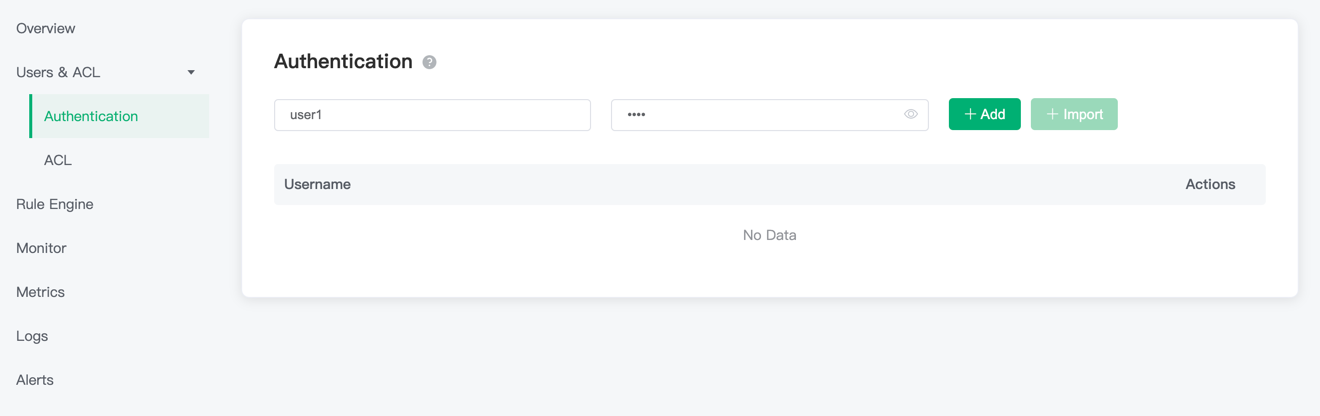 Overview
Users & ACL
Authentication
ACL
Rule Engine
Monitor
Metrics
Logs
Alerts
Authentication ?
user1
••••
+ Add
+ Import
Username Actions
No Data